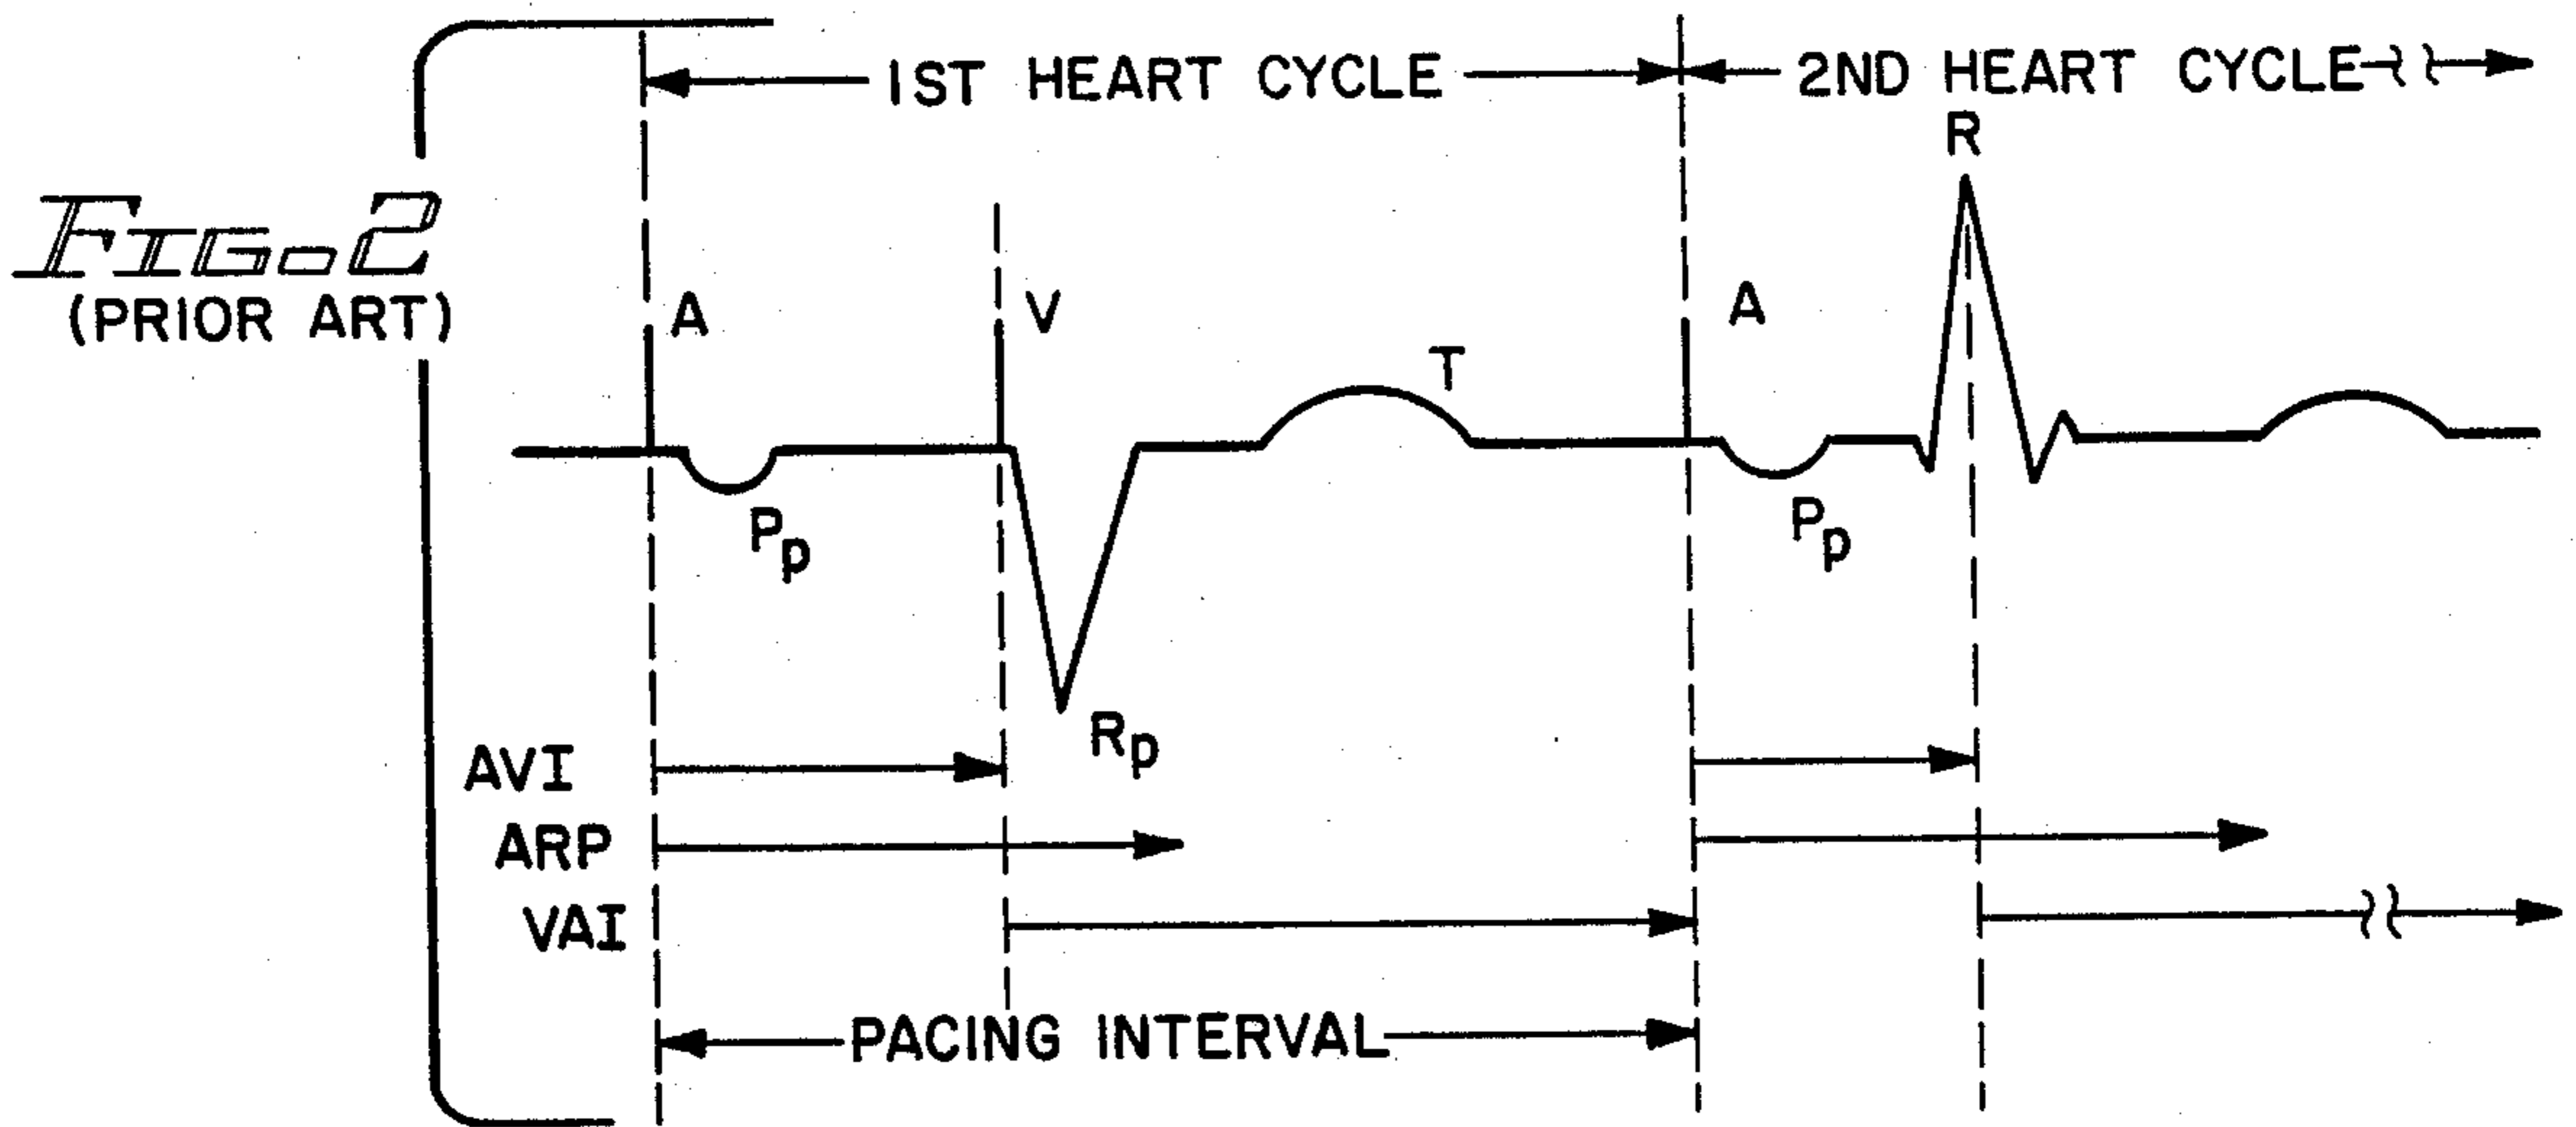 1ST HEART CYCLE
2ND HEART CYCLE
R
FIG. 2
(PRIOR ART)
A
V
T
A
Pp
Pp
Rp
AVI
ARP
VAI
PACING INTERVAL